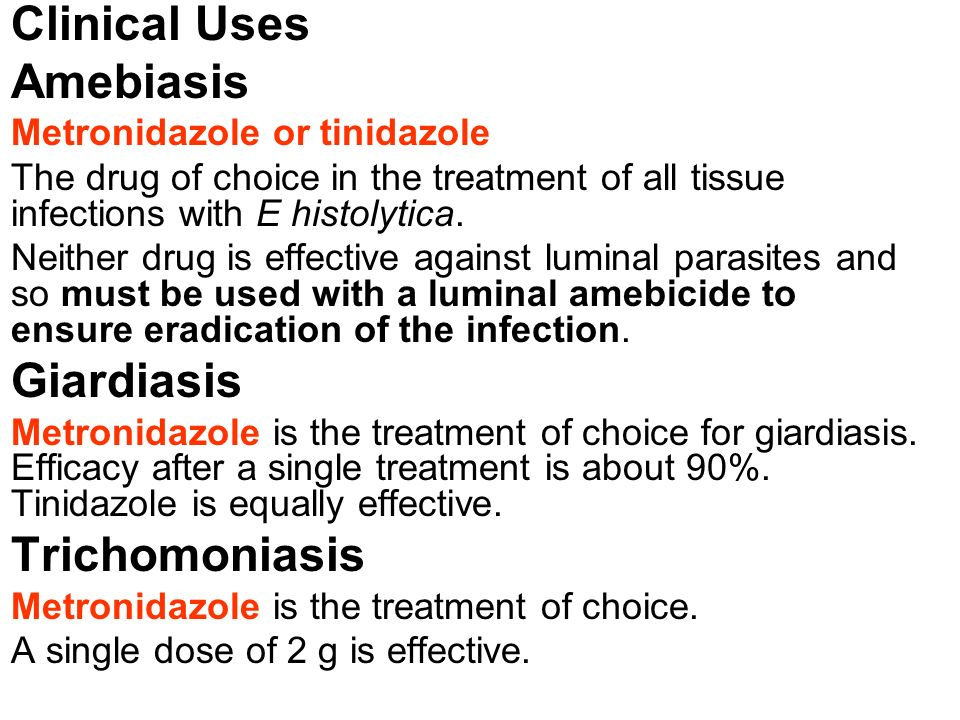 Clinical Uses
Amebiasis
Metronidazole or tinidazole
The drug of choice in the treatment of all tissue
infections with E histolytica.
Neither drug is effective against luminal parasites and
so must be used with a luminal amebicide to
ensure eradication of the infection.
Giardiasis
Metronidazole is the treatment of choice for giardiasis.
Efficacy after a single treatment is about 90%.
Tinidazole is equally effective.
Trichomoniasis
Metronidazole is the treatment of choice.
A single dose of 2 g is effective.